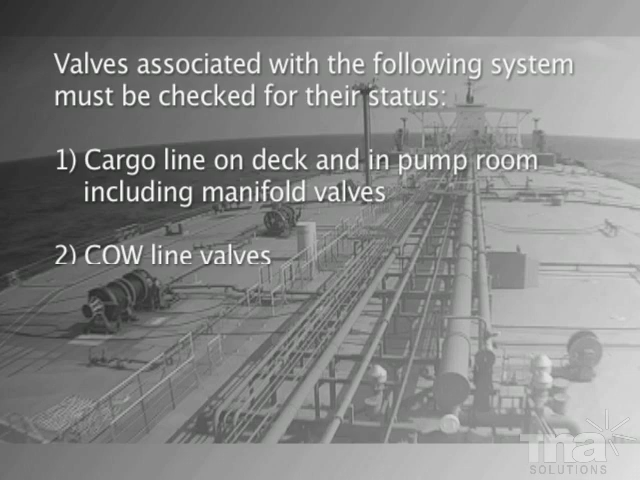 Valves associated with the following system
must be checked for their status:
1) Cargo line on deck and in pump room
including manifold valves
2) COW line valves
SOLUTIONS